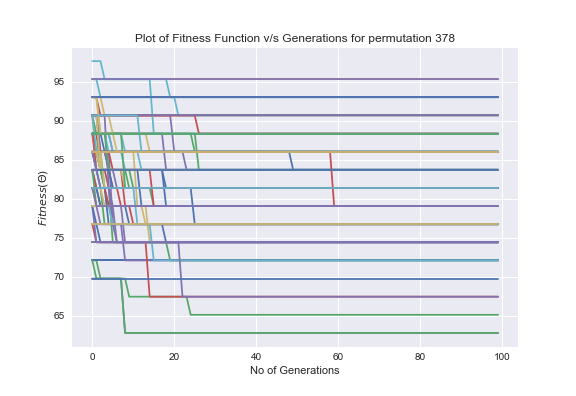 Plot of Fitness Function v/s Generations for permutation 378
95
90
85
80
75
70
65
Fitness(Θ)
0 20 40 60 80 100
No of Generations